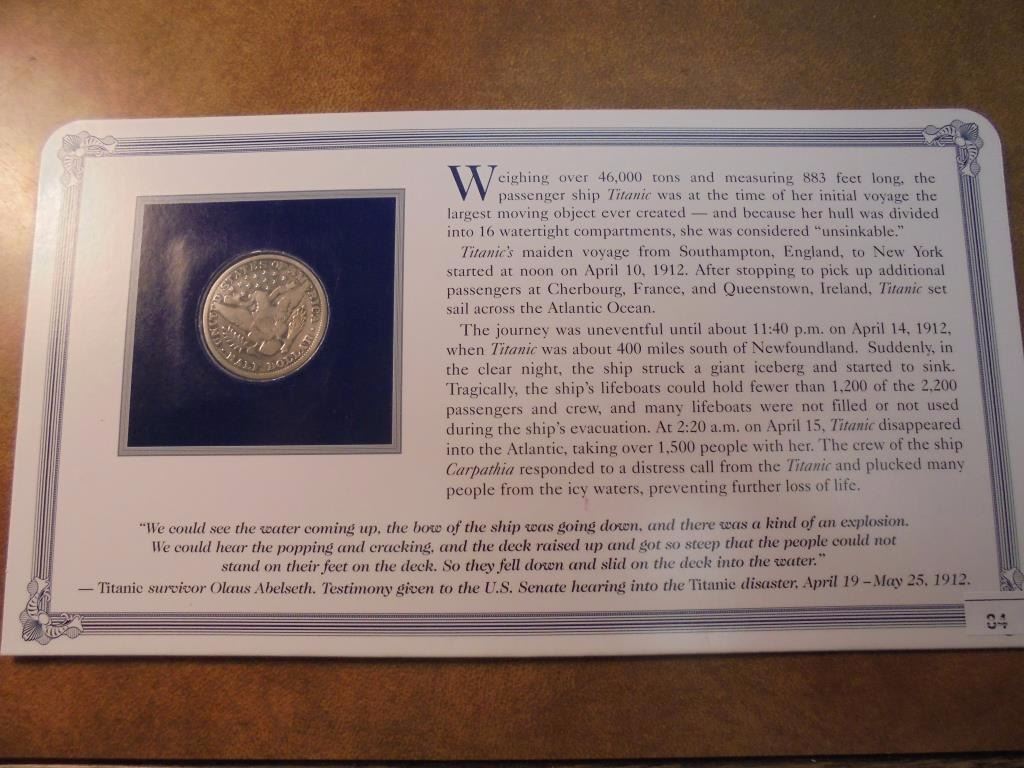 Weighing over 46,000 tons and measuring 883 feet long, the
passenger ship Titanic was at the time of her initial voyage the
largest moving object ever created — and because her hull was divided
into 16 watertight compartments, she was considered “unsinkable.”
Titanic's maiden voyage from Southampton, England, to New York
started at noon on April 10, 1912. After stopping to pick up additional
passengers at Cherbourg, France, and Queenstown, Ireland, Titanic set
sail across the Atlantic Ocean.
The journey was uneventful until about 11:40 p.m. on April 14, 1912,
when Titanic was about 400 miles south of Newfoundland. Suddenly, in
the clear night, the ship struck a giant iceberg and started to sink.
Tragically, the ship's lifeboats could hold fewer than 1,200 of the 2,200
passengers and crew, and many lifeboats were not filled or not used
during the ship's evacuation. At 2:20 a.m. on April 15, Titanic disappeared
into the Atlantic, taking over 1,500 people with her. The crew of the ship
Carpathia responded to a distress call from the Titanic and plucked many
people from the icy waters, preventing further loss of life.
“We could see the water coming up, the bow of the ship was going down, and there was a kind of an explosion.
We could hear the popping and cracking, and the deck raised up and got so steep that the people could not
stand on their feet on the deck. So they fell down and slid on the deck into the water.”
— Titanic survivor Olaus Abelseth. Testimony given to the U.S. Senate hearing into the Titanic disaster, April 19 – May 25, 1912.
84
HALF DOLLAR